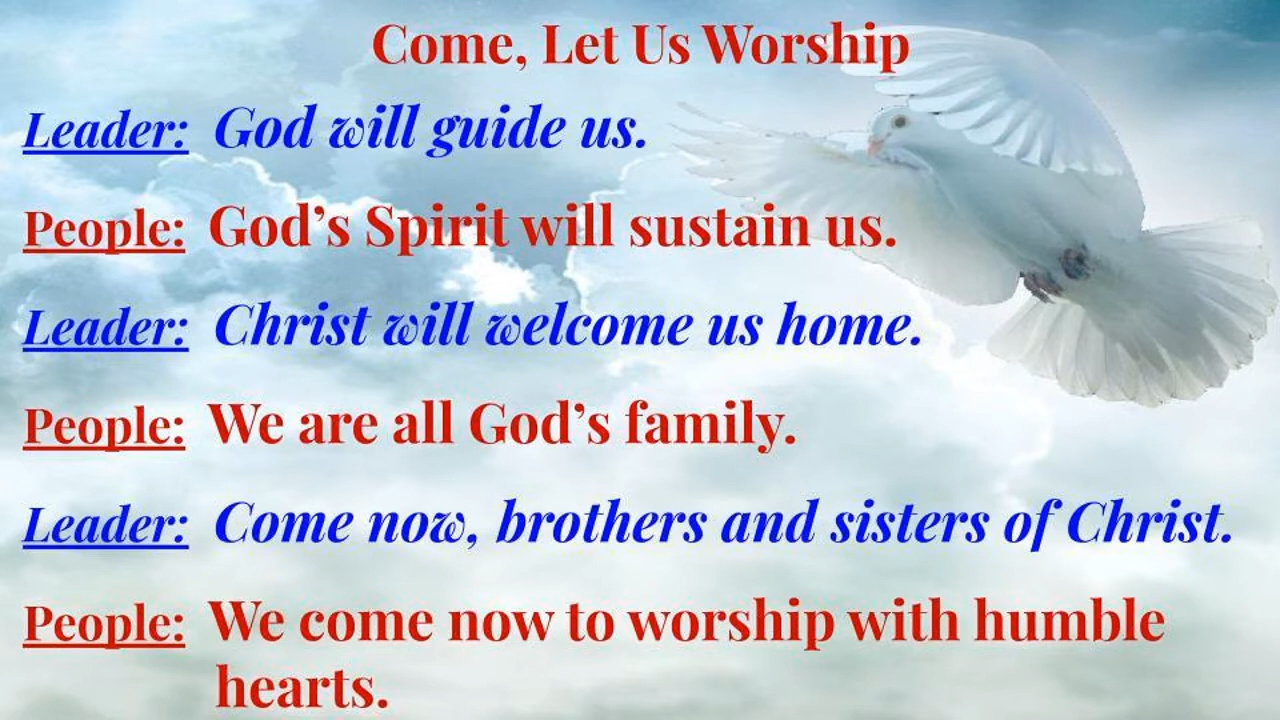 Come, Let Us Worship
Leader: God will guide us.
People: God’s Spirit will sustain us.
Leader: Christ will welcome us home.
People: We are all God’s family.
Leader: Come now, brothers and sisters of Christ.
People: We come now to worship with humble
hearts.